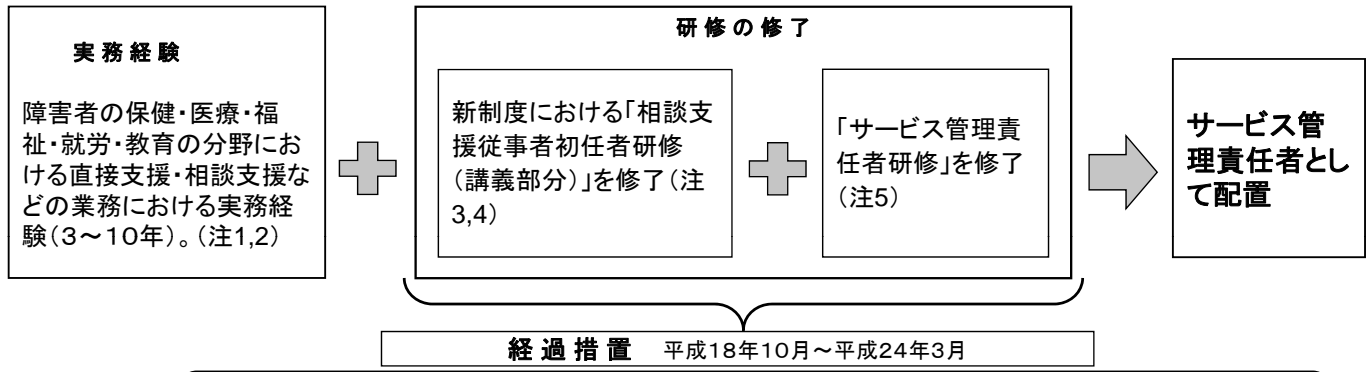 実務経験
障害者の保健・医療・福
祉・就労・教育の分野にお
ける直接支援・相談支援な
どの業務における実務経
験(3~10年)。(注1,2)
研修の修了
新制度における「相談支
援従事者初任者研修
(講義部分)」を修了(注
3,4)
「サービス管理責
任者研修」を修了
(注5)
サービス管
理責任者とし
て配置
経過措置 平成18年10月~平成24年3月